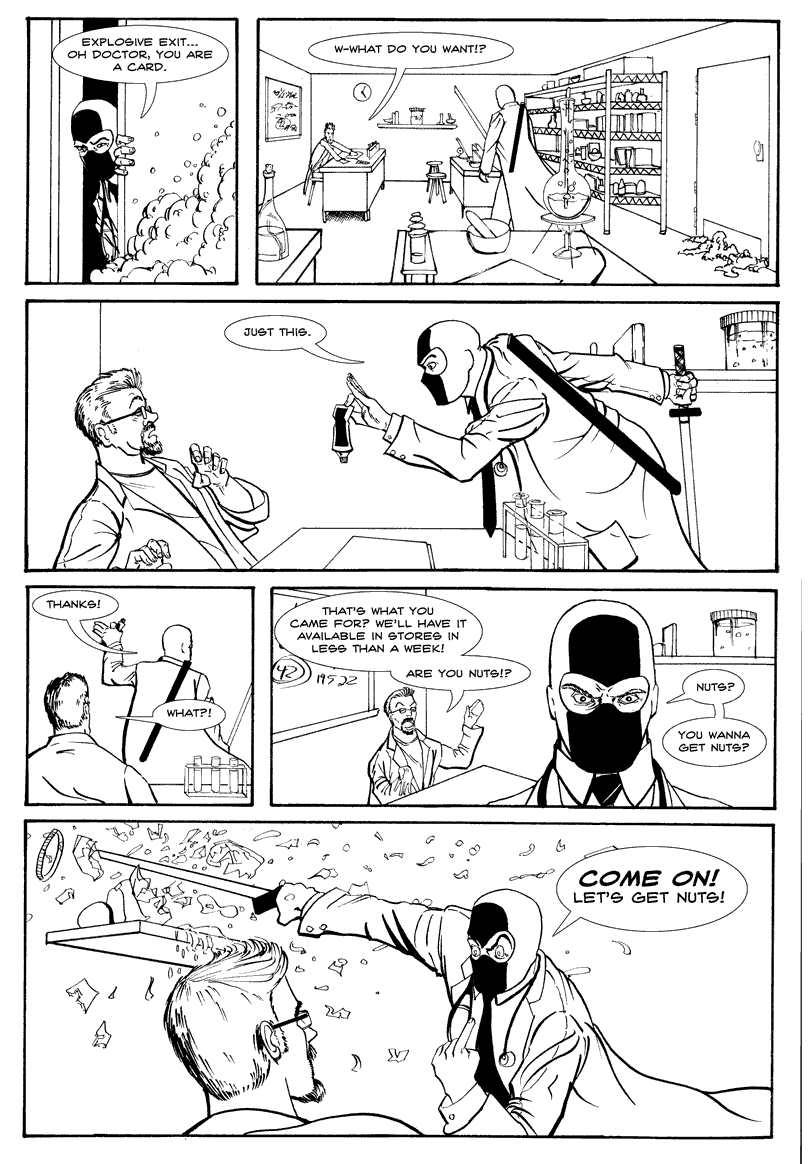 EXPLOSIVE EXIT...
OH DOCTOR, YOU ARE
A CARD.
W-WHAT DO YOU WANT!?
JUST THIS.
THANKS!
WHAT?!
THAT'S WHAT YOU
CAME FOR? WE'LL HAVE IT
AVAILABLE IN STORES IN
LESS THAN A WEEK!
ARE YOU NUTS!?
42
19522
NUTS?
YOU WANNA
GET NUTS?
COME ON!
LET'S GET NUTS!